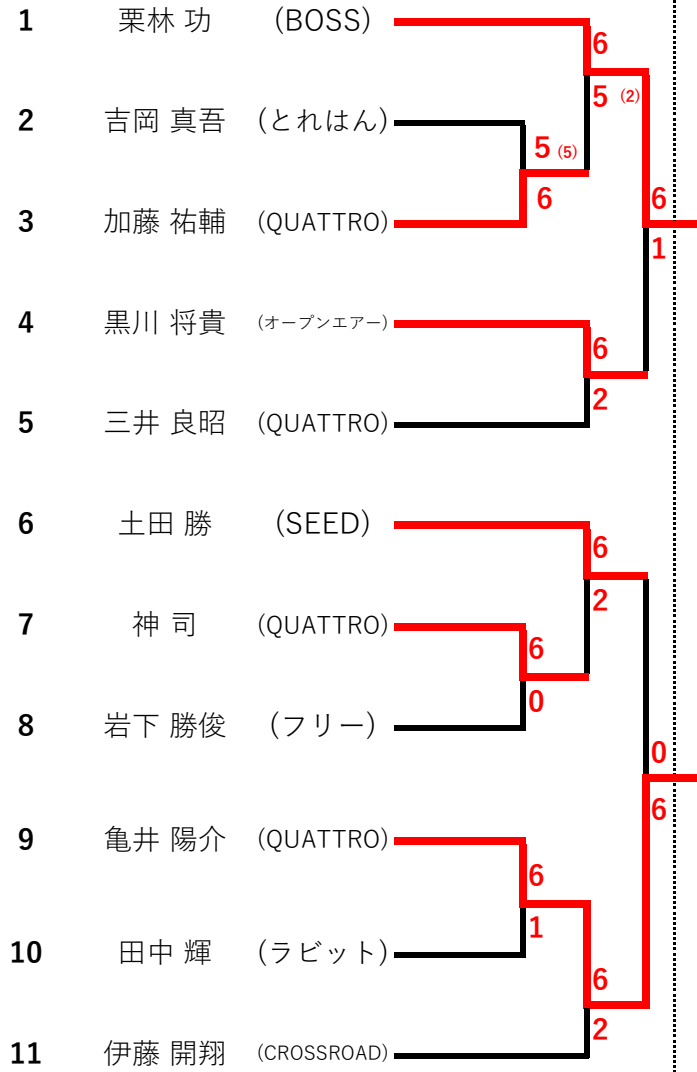 1 栗林 功 (BOSS)
6
5 (2)
2 吉岡 真吾 (とれはん)
5 (5)
6
3 加藤 祐輔 (QUATTRO)
6
1
4 黒川 将貴 (オープンエアー)
6
2
5 三井 良昭 (QUATTRO)
6 土田 勝 (SEED)
6
2
7 神 司 (QUATTRO)
6
0
8 岩下 勝俊 (フリー)
0
6
9 亀井 陽介 (QUATTRO)
6
1
10 田中 輝 (ラビット)
6
2
11 伊藤 開翔 (CROSSROAD)